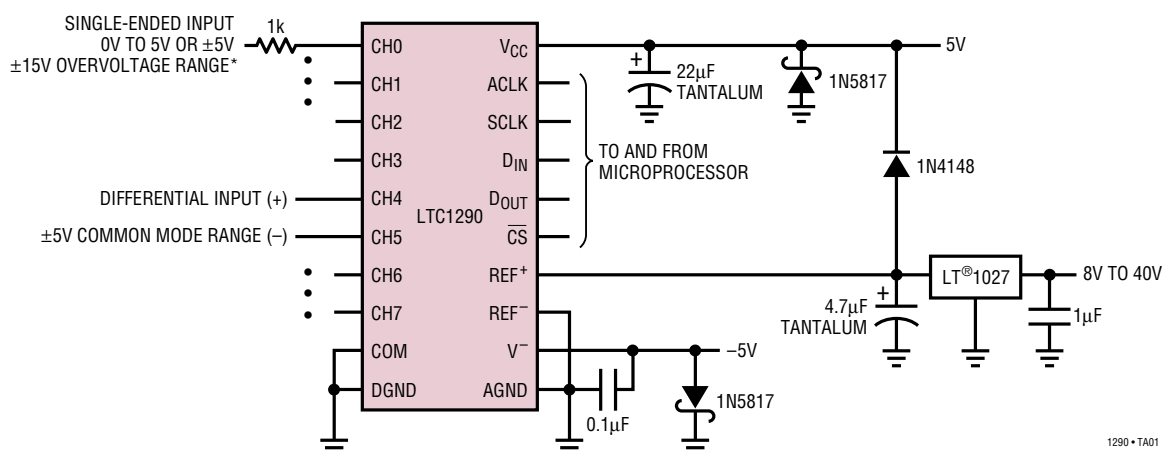 SINGLE-ENDED INPUT
0V TO 5V OR ±5V
±15V OVERVOLTAGE RANGE*
1k
DIFFERENTIAL INPUT (+)
±5V COMMON MODE RANGE (–)
CH0
CH1
CH2
CH3
CH4
CH5
CH6
CH7
COM
DGND
LTC1290
VCC
ACLK
SCLK
DIN
DOUT
CS
REF+
REF–
V–
AGND
+
22µF
TANTALUM
1N5817
5V
TO AND FROM
MICROPROCESSOR
1N4148
LT®1027
8V TO 40V
+
4.7µF
TANTALUM
1µF
–5V
0.1µF
1N5817
1290 • TA01